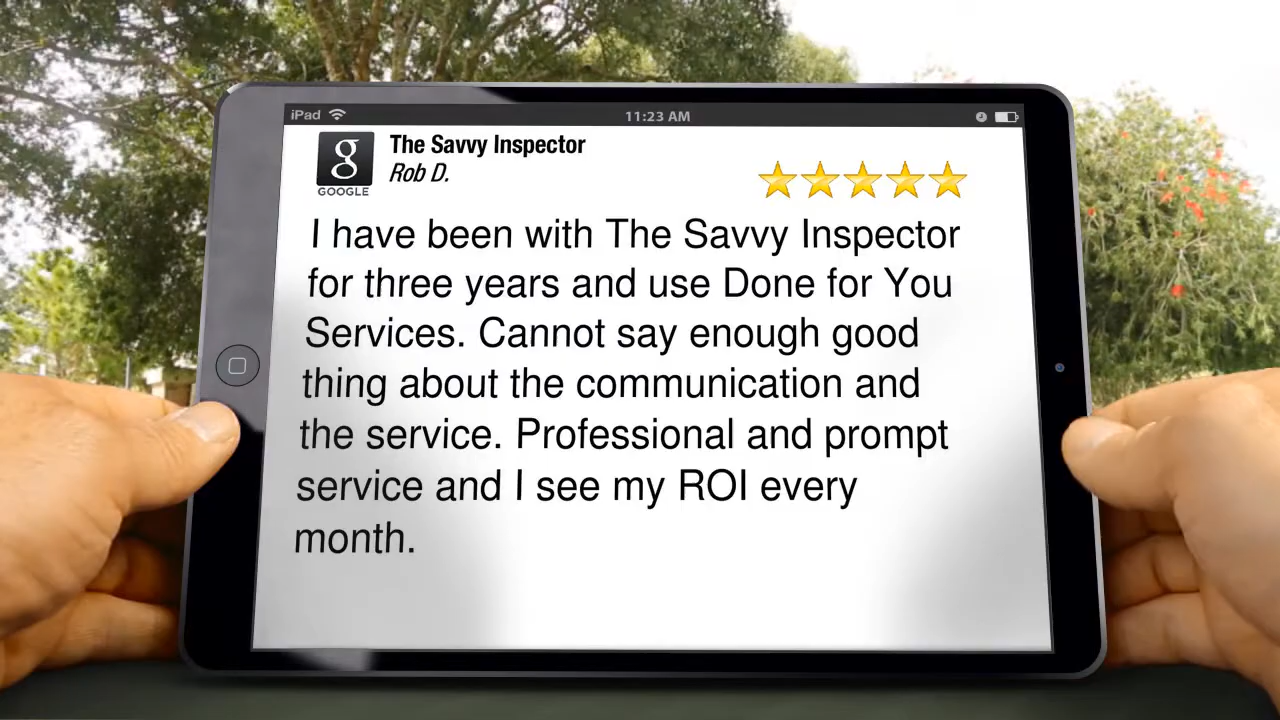 iPad 11:23 AM
g The Savvy Inspector
GOOGLE Rob D.
I have been with The Savvy Inspector
for three years and use Done for You
Services. Cannot say enough good
thing about the communication and
the service. Professional and prompt
service and I see my ROI every
month.